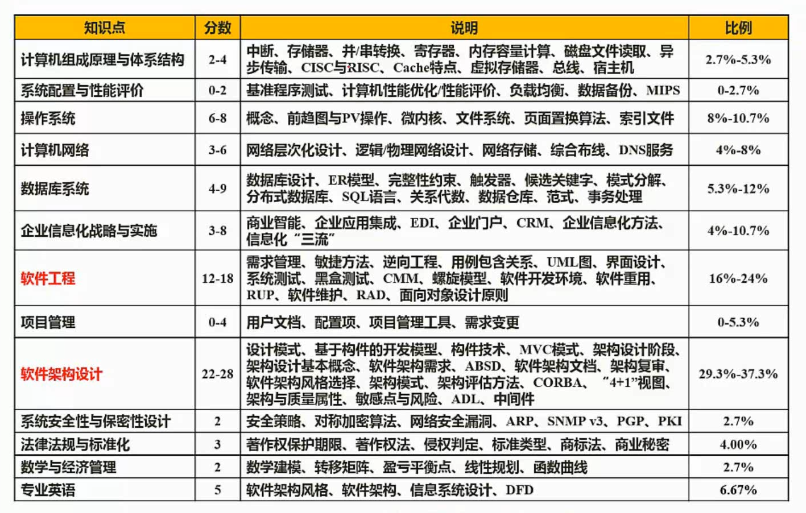 知识点 分数 说明 比例
计算机组成原理与体系结构 2-4 中断、存储器、并/串转换、寄存器、内存容量计算、磁盘文件读取、异
步传输、CISC与RISC、Cache特点、虚拟存储器、总线、宿主机 2.7%-5.3%
系统配置与性能评价 0-2 基准程序测试、计算机性能优化/性能评价、负载均衡、数据备份、MIPS 0-2.7%
操作系统 6-8 概念、前趋图与PV操作、微内核、文件系统、页面置换算法、索引文件 8%-10.7%
计算机网络 3-6 网络层次化设计、逻辑/物理网络设计、网络存储、综合布线、DNS服务 4%-8%
数据库系统 4-9 数据库设计、ER模型、完整性约束、触发器、候选关键字、模式分解、
分布式数据库、SQL语言、关系代数、数据仓库、范式、事务处理 5.3%-12%
企业信息化战略与实施 3-8 商业智能、企业应用集成、EDI、企业门户、CRM、企业信息化方法、
信息化“三流” 4%-10.7%
软件工程 12-18 需求管理、敏捷方法、逆向工程、用例包含关系、UML图、界面设计、
系统测试、黑盒测试、CMM、螺旋模型、软件开发环境、软件重用、
RUP、软件维护、RAD、面向对象设计原则 16%-24%
项目管理 0-4 用户文档、配置项、项目管理工具、需求变更 0-5.3%
软件架构设计 22-28 设计模式、基于构件的开发模型、构件技术、MVC模式、架构设计阶段、
架构设计基本概念、软件架构需求、ABSD、软件架构文档、架构复审、
软件架构风格选择、架构模式、架构评估方法、CORBA、“4+1”视图、
架构与质量属性、敏感点与风险、ADL、中间件 29.3%-37.3%
系统安全性与保密性设计 2 安全策略、对称加密算法、网络安全漏洞、ARP、SNMP v3、PGP、PKI 2.7%
法律法规与标准化 3 著作权保护期限、著作权法、侵权判定、标准类型、商标法、商业秘密 4.00%
数学与经济管理 2 数学建模、转移矩阵、盈亏平衡点、线性规划、函数曲线 2.7%
专业英语 5 软件架构风格、软件架构、信息系统设计、DFD 6.67%